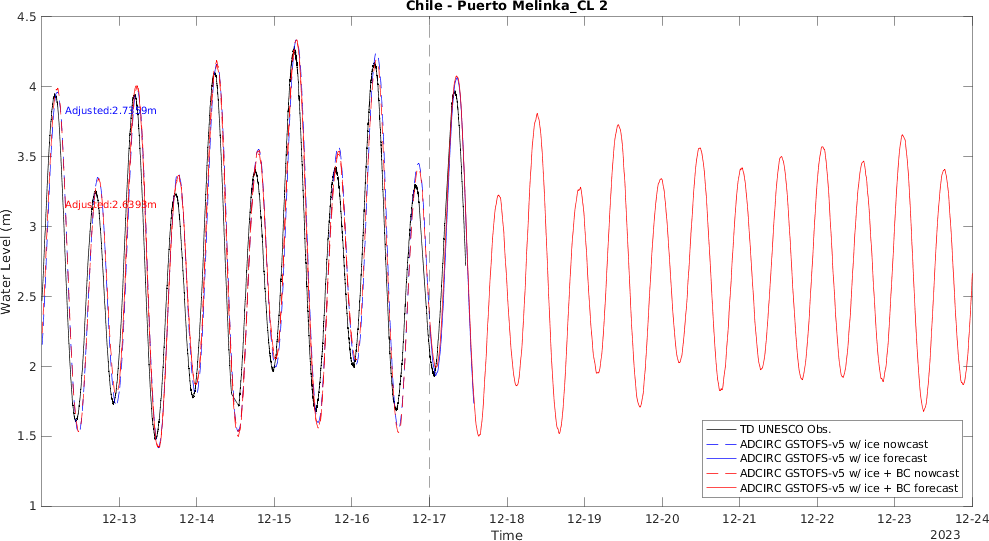 Chile - Puerto Melinka_CL 2
4.5
4
3.5
3
2.5
2
1.5
1
Water Level (m)
Adjusted:2.7359m
Adjusted:2.6393m
TD UNESCO Obs.
ADCIRC GSTOFS-v5 w/ ice nowcast
ADCIRC GSTOFS-v5 w/ ice forecast
ADCIRC GSTOFS-v5 w/ ice + BC nowcast
ADCIRC GSTOFS-v5 w/ ice + BC forecast
12-13 12-14 12-15 12-16 12-17 12-18 12-19 12-20 12-21 12-22 12-23 12-24
Time
2023